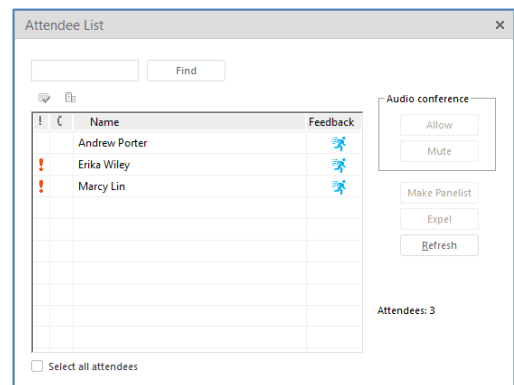 Attendee List
Find
Audio conference
Allow
Mute
! Name Feedback
Andrew Porter
! Erika Wiley
! Marcy Lin
Make Panelist
Expel
Refresh
Attendees: 3
Select all attendees